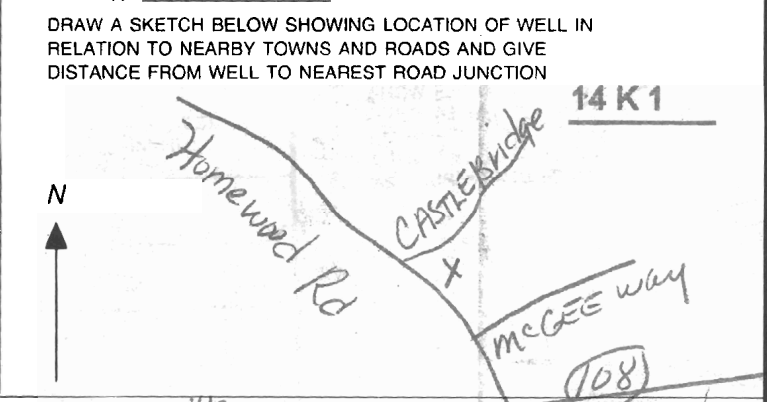 DRAW A SKETCH BELOW SHOWING LOCATION OF WELL IN
RELATION TO NEARBY TOWNS AND ROADS AND GIVE
DISTANCE FROM WELL TO NEAREST ROAD JUNCTION
14 K 1
Homewood Rd
CASTLEBridge
N
X
McGEE way
108